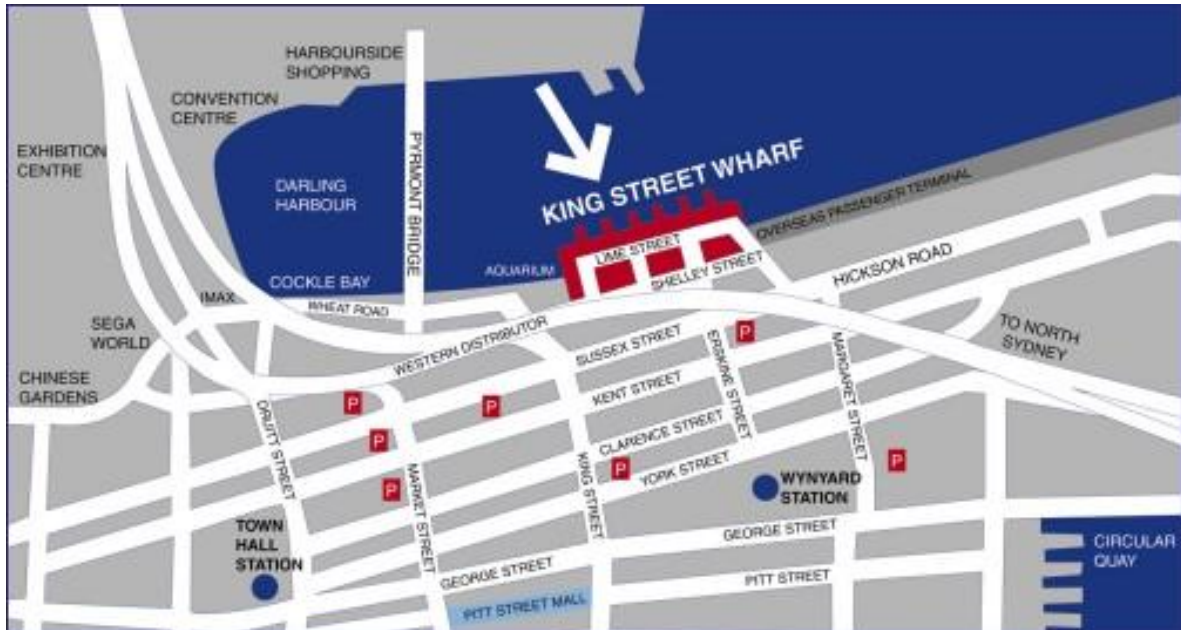 HARBOURSIDE
SHOPPING
CONVENTION
CENTRE
EXHIBITION
CENTRE
PYRMONT BRIDGE
DARLING
HARBOUR
KING STREET WHARF
OVERSEAS PASSENGER TERMINAL
LIME STREET
SHELLEY STREET
AQUARIUM
COCKLE BAY
HICKSON ROAD
IMAX
WHEAT ROAD
SEGA
WORLD
WESTERN DISTRIBUTOR
SUSSEX STREET
ERSKINE STREET
P
MARGARET STREET
TO NORTH
SYDNEY
CHINESE
GARDENS
KENT STREET
P
P
DRUITT STREET
P
CLARENCE STREET
KING STREET
YORK STREET
P
P
MARKET STREET
P
WYNYARD
STATION
TOWN
HALL
STATION
GEORGE STREET
GEORGE STREET
CIRCULAR
QUAY
PITT STREET
PITT STREET MALL